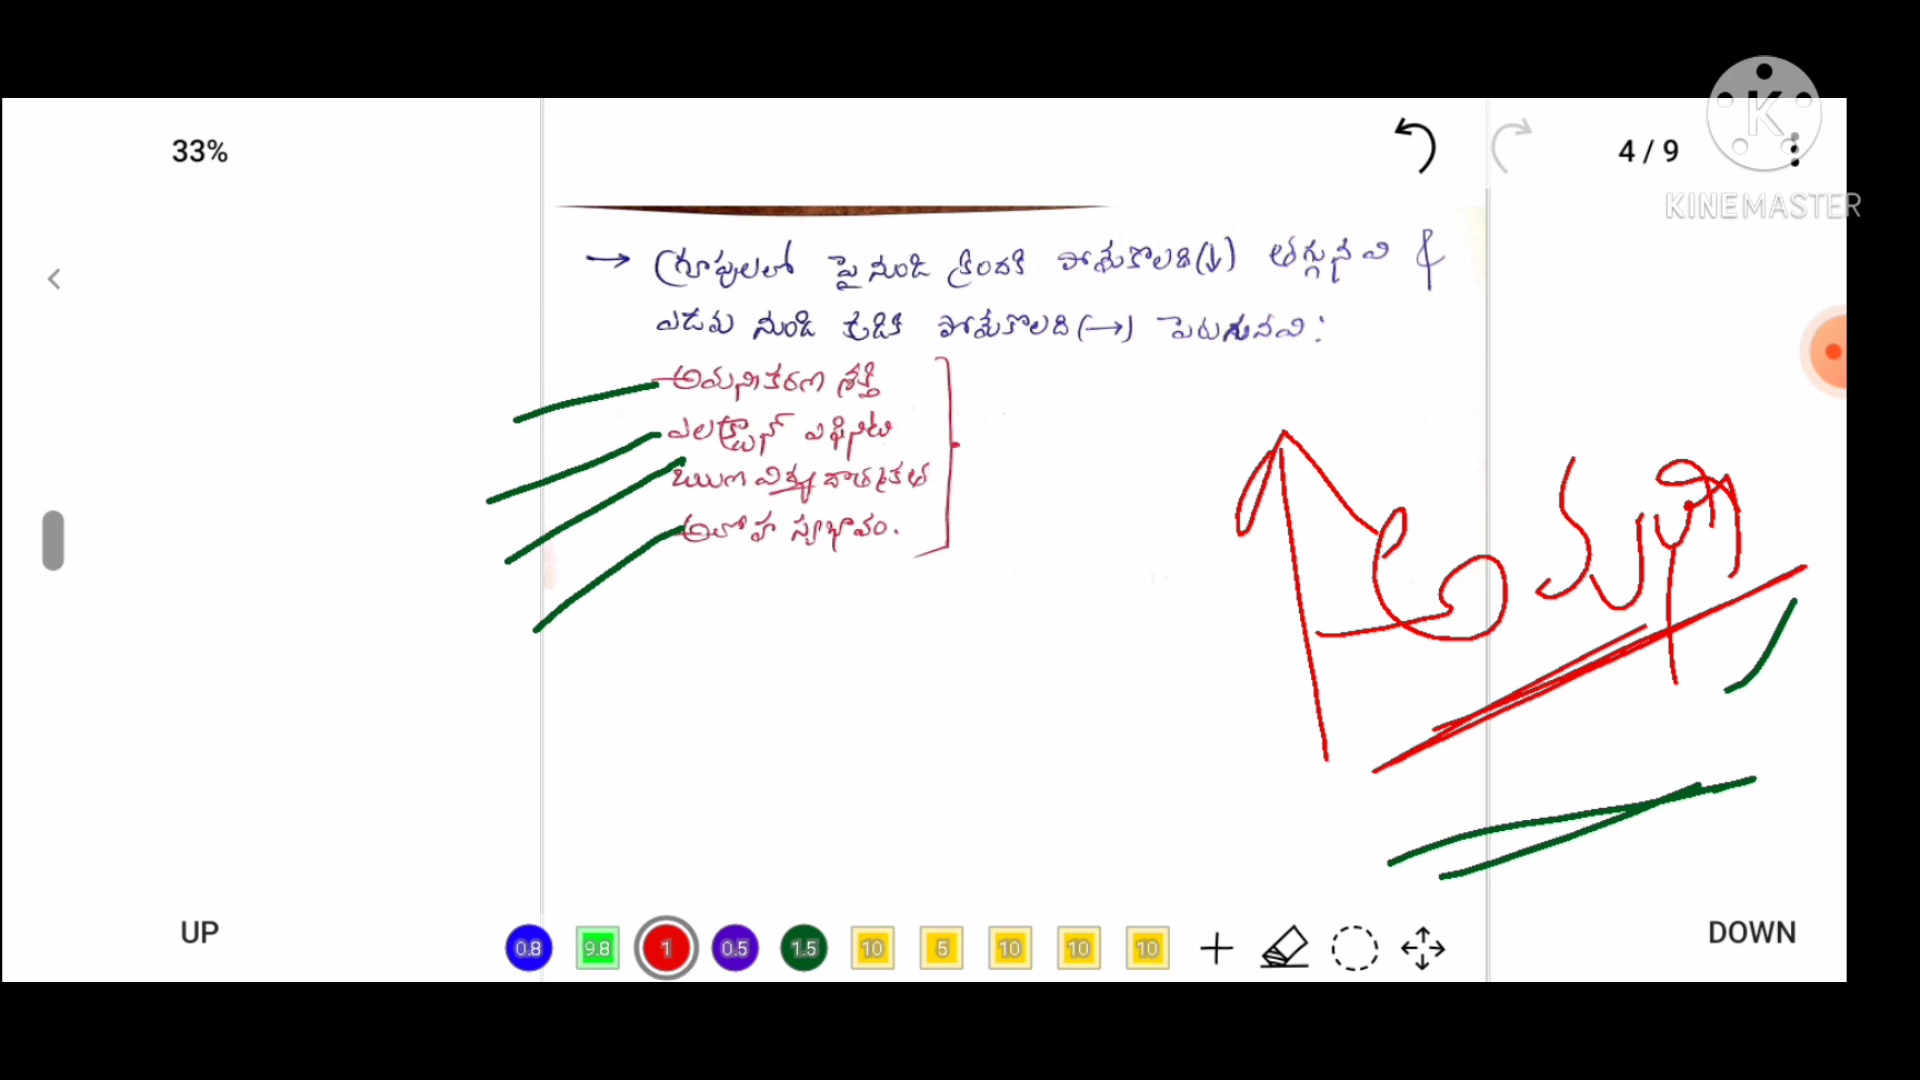 33%
4 / 9
KINEMASTER
→ గ్రూపులలో పై నుండి క్రిందకి పోయేకొలది(↓) తగ్గునవి &
ఎడమ నుండి కుడికి పోయేకొలది(→) పెరుగునవి:
అయనీకరణ శక్తి
ఎలక్ట్రాన్ ఎఫినిటి
ఋణ విద్యుదాత్మకత
అలోహ స్వభావం.
UP
DOWN
0.8 9.8 1 0.5 1.5 10 5 10 10 10